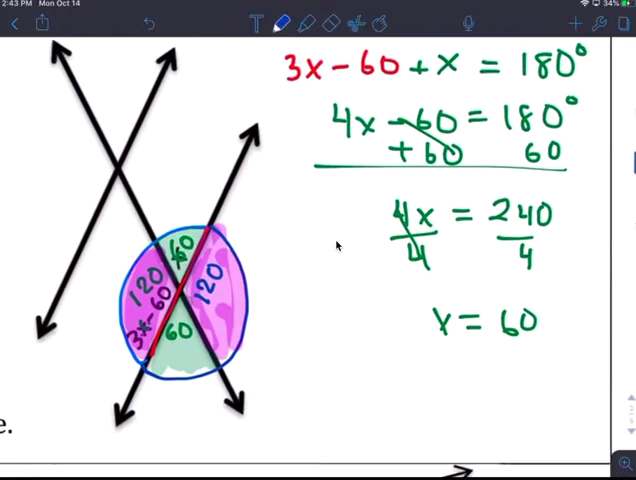 2:43 PM Mon Oct 14
34%
T
3x - 60 + x = 180°
4x - 60 = 180°
+ 60 60
4x = 240
4 4
x = 60
60
120
120
3x - 60
60
e.